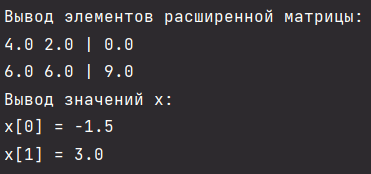 Вывод элементов расширенной матрицы:
4.0 2.0 | 0.0
6.0 6.0 | 9.0
Вывод значений x:
x[0] = -1.5
x[1] = 3.0